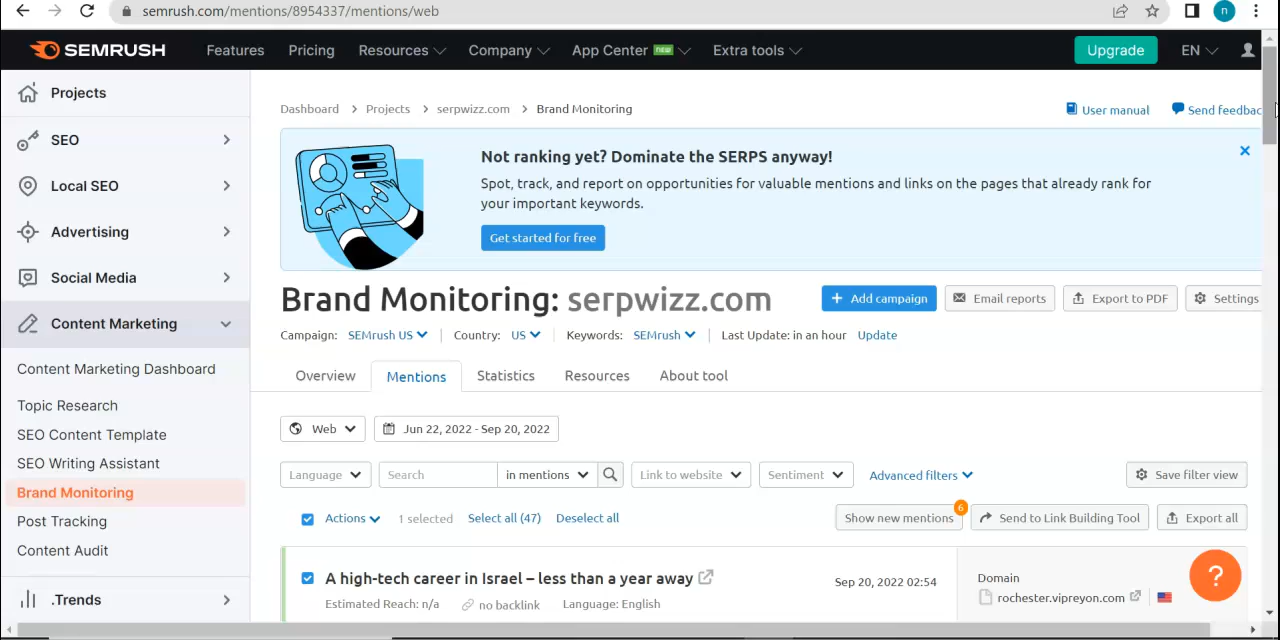 semrush.com/mentions/8954337/mentions/web
n
SEMRUSH Features Pricing Resources Company App Center new Extra tools Upgrade EN
Projects
SEO
Local SEO
Advertising
Social Media
Content Marketing
Content Marketing Dashboard
Topic Research
SEO Content Template
SEO Writing Assistant
Brand Monitoring
Post Tracking
Content Audit
.Trends
Dashboard > Projects > serpwizz.com > Brand Monitoring
User manual Send feedbac
Not ranking yet? Dominate the SERPS anyway!
Spot, track, and report on opportunities for valuable mentions and links on the pages that already rank for
your important keywords.
Get started for free
Brand Monitoring: serpwizz.com
+ Add campaign Email reports Export to PDF Settings
Campaign: SEMrush US Country: US Keywords: SEMrush Last Update: in an hour Update
Overview Mentions Statistics Resources About tool
Web Jun 22, 2022 - Sep 20, 2022
Language Search in mentions Link to website Sentiment Advanced filters Save filter view
Actions 1 selected Select all (47) Deselect all Show new mentions 6 Send to Link Building Tool Export all
A high-tech career in Israel – less than a year away
Estimated Reach: n/a no backlink Language: English
Sep 20, 2022 02:54
Domain
rochester.vipreyon.com
?